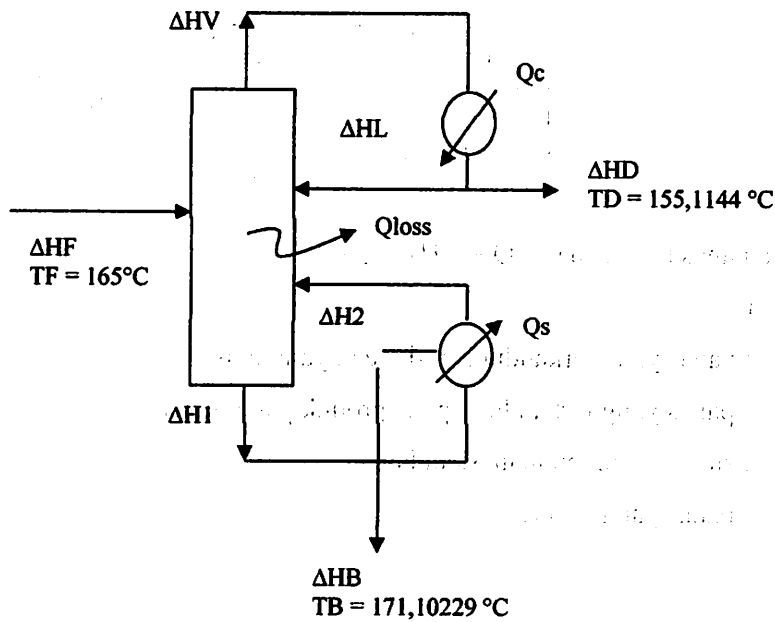 ΔHV
Qc
ΔHL
ΔHD
TD = 155,1144 °C
Qloss
ΔHF
TF = 165°C
ΔH2
Qs
ΔH1
ΔHB
TB = 171,10229 °C